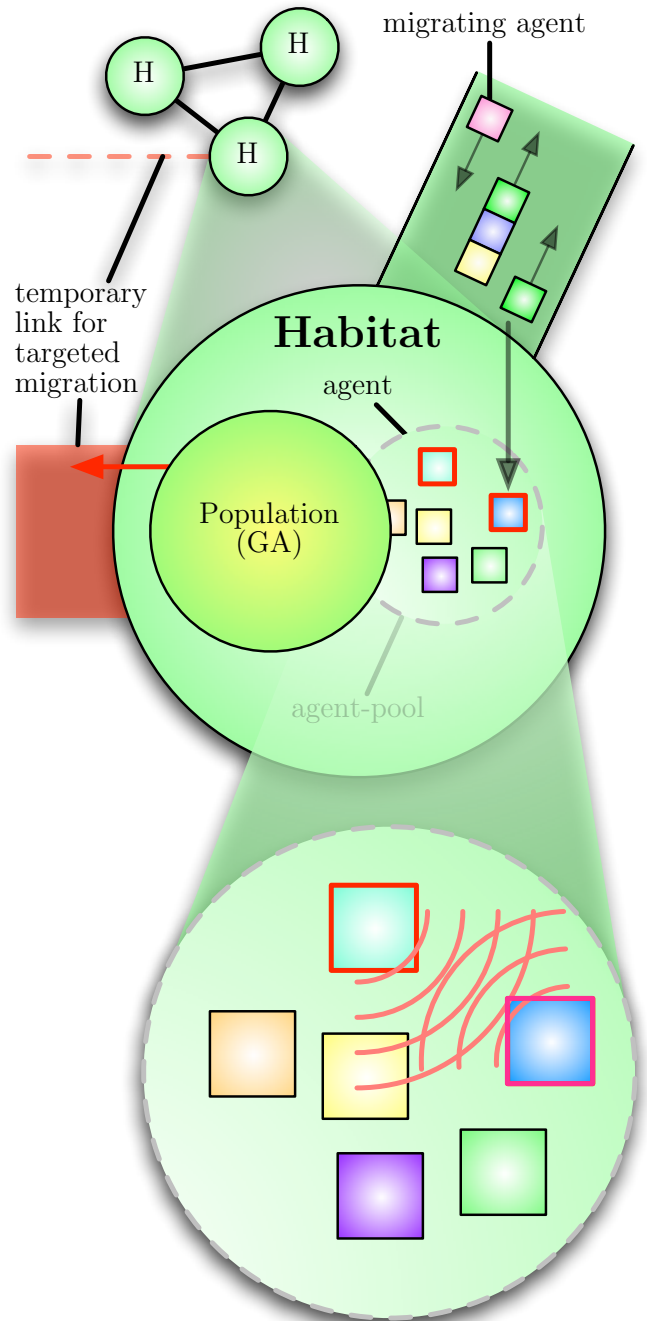 migrating agent
H
H
H
temporary
link for
targeted
migration
Habitat
agent
Population
(GA)
agent-pool